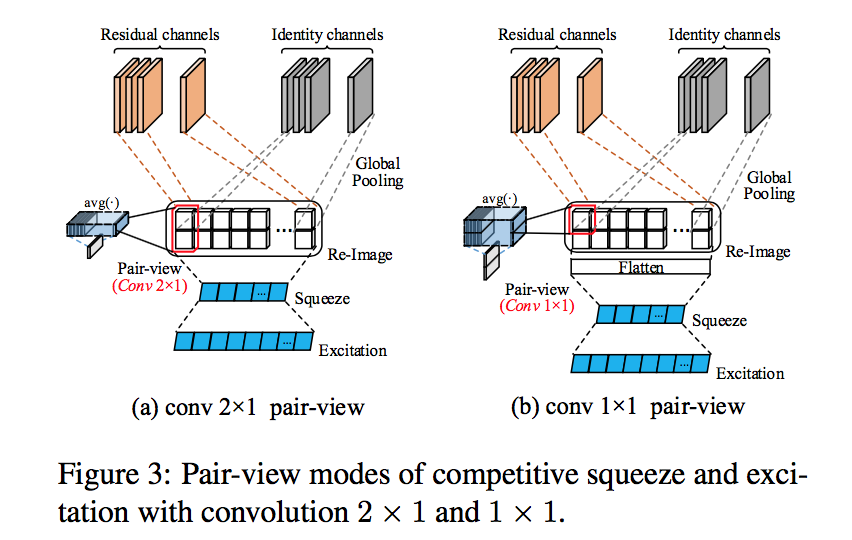 Residual channels
Identity channels
Global
Pooling
avg(·)
...
Re-Image
Pair-view
(Conv 2×1)
...
Squeeze
...
Excitation
(a) conv 2×1 pair-view
Residual channels
Identity channels
Global
Pooling
avg(·)
...
Re-Image
Flatten
Pair-view
(Conv 1×1)
...
Squeeze
...
Excitation
(b) conv 1×1 pair-view
Figure 3: Pair-view modes of competitive squeeze and exci-
tation with convolution 2 × 1 and 1 × 1.